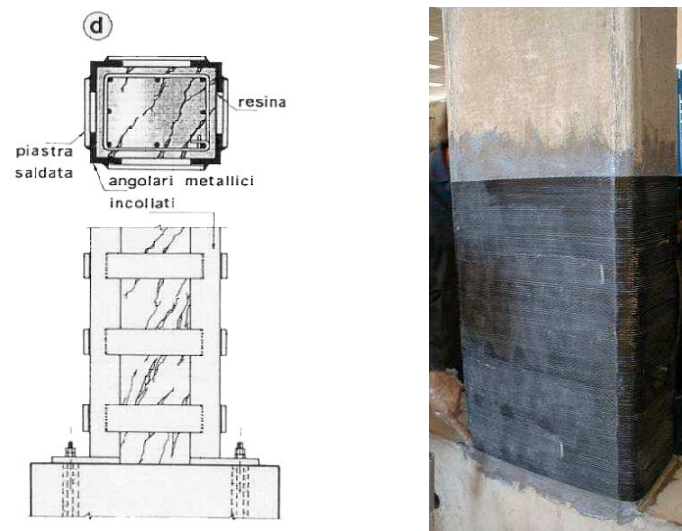 d
resina
piastra
saldata
angolari metallici
incollati